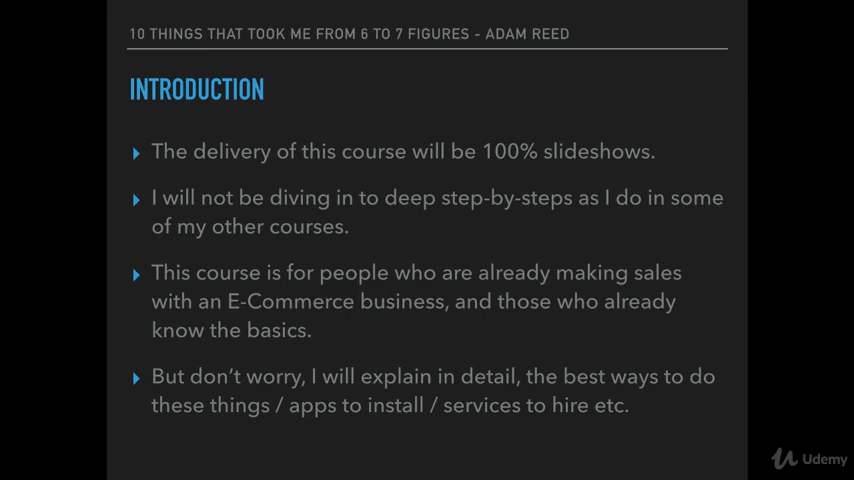 10 THINGS THAT TOOK ME FROM 6 TO 7 FIGURES - ADAM REED
INTRODUCTION
The delivery of this course will be 100% slideshows.
I will not be diving in to deep step-by-steps as I do in some
of my other courses.
This course is for people who are already making sales
with an E-Commerce business, and those who already
know the basics.
But don’t worry, I will explain in detail, the best ways to do
these things / apps to install / services to hire etc.
Udemy